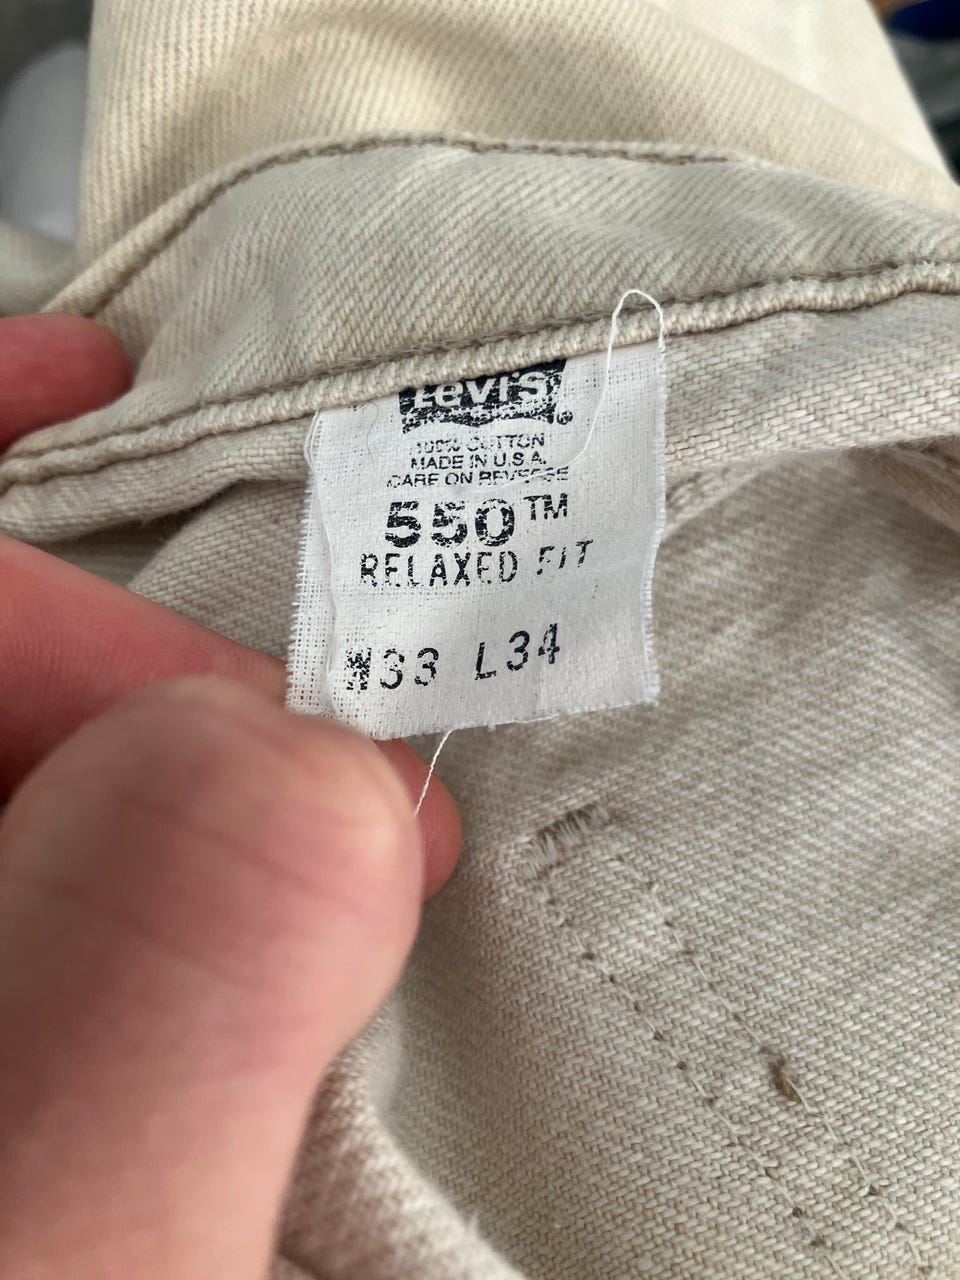 Levi's ®
100% COTTON
MADE IN U.S.A.
CARE ON REVERSE
550™
RELAXED FIT
W33 L34